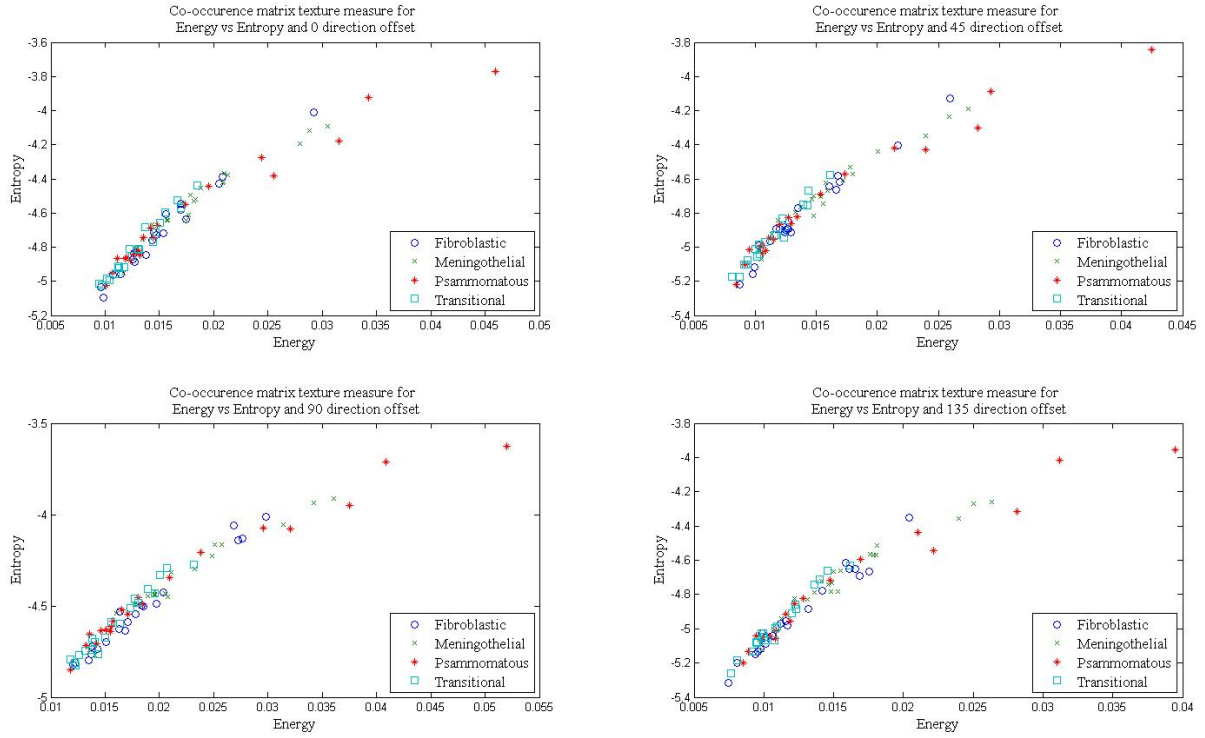 Co-occurence matrix texture measure for
Energy vs Entropy and 0 direction offset
-3.6
-3.8
-4
-4.2
-4.4
-4.6
-4.8
-5
-5.2
Entropy
Fibroblastic
Meningothelial
Psammomatous
Transitional
0.005 0.01 0.015 0.02 0.025 0.03 0.035 0.04 0.045 0.05
Energy
Co-occurence matrix texture measure for
Energy vs Entropy and 45 direction offset
-3.8
-4
-4.2
-4.4
-4.6
-4.8
-5
-5.2
-5.4
Entropy
Fibroblastic
Meningothelial
Psammomatous
Transitional
0.005 0.01 0.015 0.02 0.025 0.03 0.035 0.04 0.045
Energy
Co-occurence matrix texture measure for
Energy vs Entropy and 90 direction offset
-3.5
-4
-4.5
-5
Entropy
Fibroblastic
Meningothelial
Psammomatous
Transitional
0.01 0.015 0.02 0.025 0.03 0.035 0.04 0.045 0.05 0.055
Energy
Co-occurence matrix texture measure for
Energy vs Entropy and 135 direction offset
-3.8
-4
-4.2
-4.4
-4.6
-4.8
-5
-5.2
-5.4
Entropy
Fibroblastic
Meningothelial
Psammomatous
Transitional
0.005 0.01 0.015 0.02 0.025 0.03 0.035 0.04
Energy